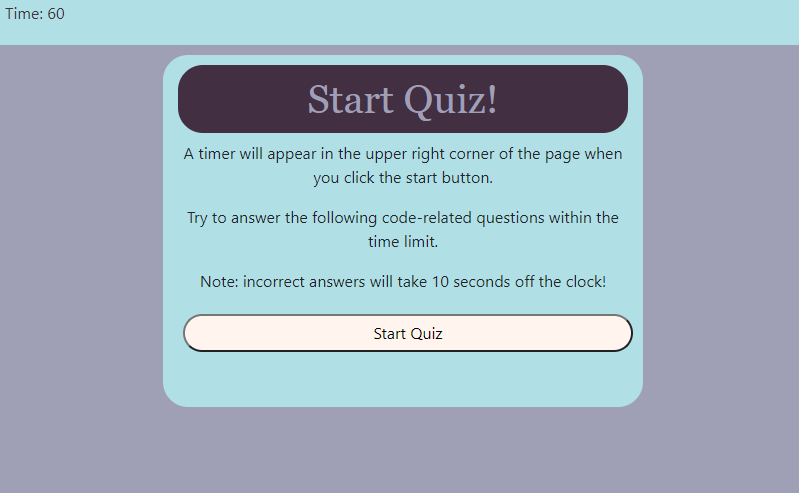 Time: 60
Start Quiz!
A timer will appear in the upper right corner of the page when
you click the start button.
Try to answer the following code-related questions within the
time limit.
Note: incorrect answers will take 10 seconds off the clock!
Start Quiz